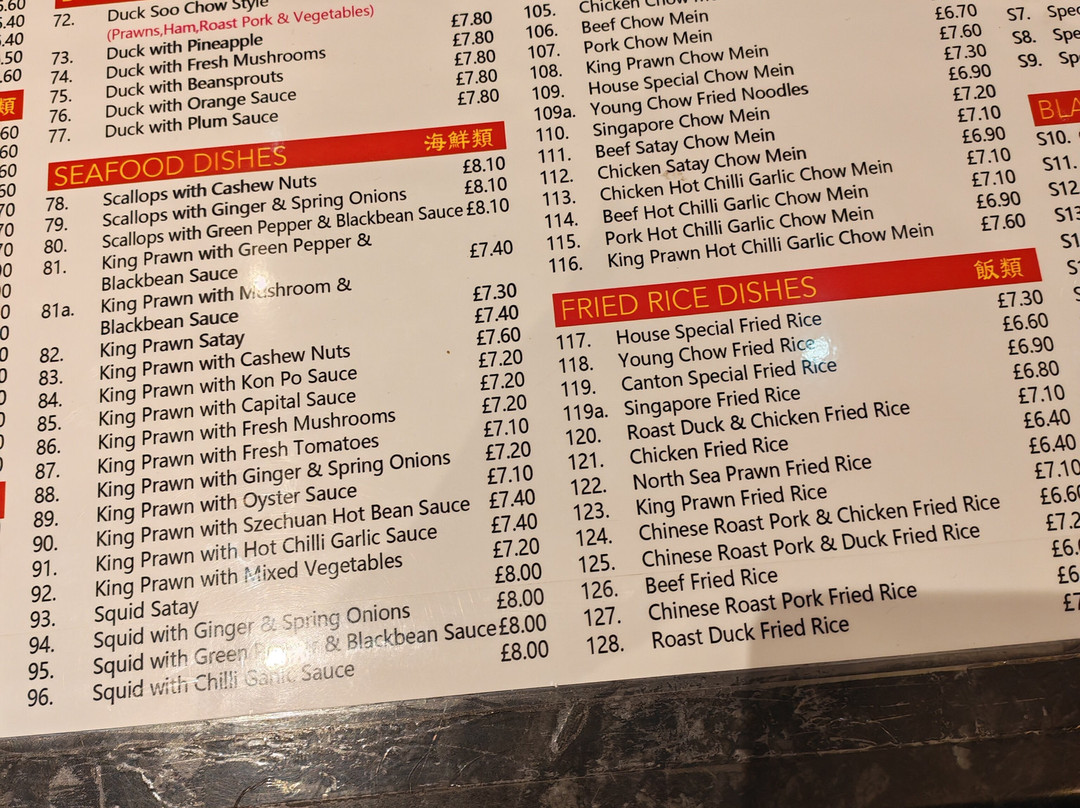 72. Duck Soo Chow Style £7.80
(Prawns,Ham,Roast Pork & Vegetables)
73. Duck with Pineapple £7.80
74. Duck with Fresh Mushrooms £7.80
75. Duck with Beansprouts £7.80
76. Duck with Orange Sauce £7.80
77. Duck with Plum Sauce
SEAFOOD DISHES 海鮮類
78. Scallops with Cashew Nuts £8.10
79. Scallops with Ginger & Spring Onions £8.10
80. Scallops with Green Pepper & Blackbean Sauce £8.10
81. King Prawn with Green Pepper &
Blackbean Sauce £7.40
81a. King Prawn with Mushroom &
Blackbean Sauce £7.30
82. King Prawn Satay £7.40
83. King Prawn with Cashew Nuts £7.60
84. King Prawn with Kon Po Sauce £7.20
85. King Prawn with Capital Sauce £7.20
86. King Prawn with Fresh Mushrooms £7.20
87. King Prawn with Fresh Tomatoes £7.10
88. King Prawn with Ginger & Spring Onions £7.20
89. King Prawn with Oyster Sauce £7.10
90. King Prawn with Szechuan Hot Bean Sauce £7.40
91. King Prawn with Hot Chilli Garlic Sauce £7.40
92. King Prawn with Mixed Vegetables £7.20
93. Squid Satay £8.00
94. Squid with Ginger & Spring Onions £8.00
95. Squid with Green & Blackbean Sauce £8.00
96. Squid with Chilli Garlic Sauce £8.00
105. Chicken Chow
106. Beef Chow Mein £6.70
107. Pork Chow Mein £7.60
108. King Prawn Chow Mein £7.30
109. House Special Chow Mein £6.90
109a. Young Chow Fried Noodles £7.20
110. Singapore Chow Mein £7.10
111. Beef Satay Chow Mein £6.90
112. Chicken Satay Chow Mein £7.10
113. Chicken Hot Chilli Garlic Chow Mein £7.10
114. Beef Hot Chilli Garlic Chow Mein £6.90
115. Pork Hot Chilli Garlic Chow Mein £7.60
116. King Prawn Hot Chilli Garlic Chow Mein
FRIED RICE DISHES 飯類
117. House Special Fried Rice £7.30
118. Young Chow Fried Rice £6.60
119. Canton Special Fried Rice £6.90
119a. Singapore Fried Rice £6.80
120. Roast Duck & Chicken Fried Rice £7.10
121. Chicken Fried Rice £6.40
122. North Sea Prawn Fried Rice £6.40
123. King Prawn Fried Rice £7.10
124. Chinese Roast Pork & Chicken Fried Rice
125. Chinese Roast Pork & Duck Fried Rice
126. Beef Fried Rice
127. Chinese Roast Pork Fried Rice
128. Roast Duck Fried Rice
S7.
S8.
S9.
S10.
S11.